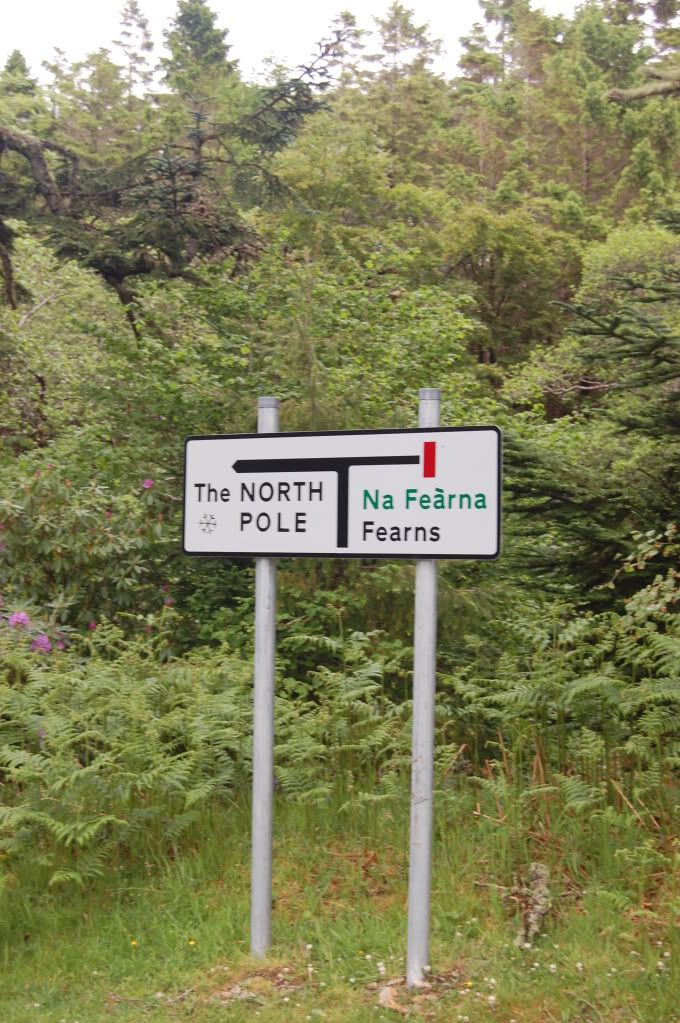 The NORTH
POLE
Na Feàrna
Fearns